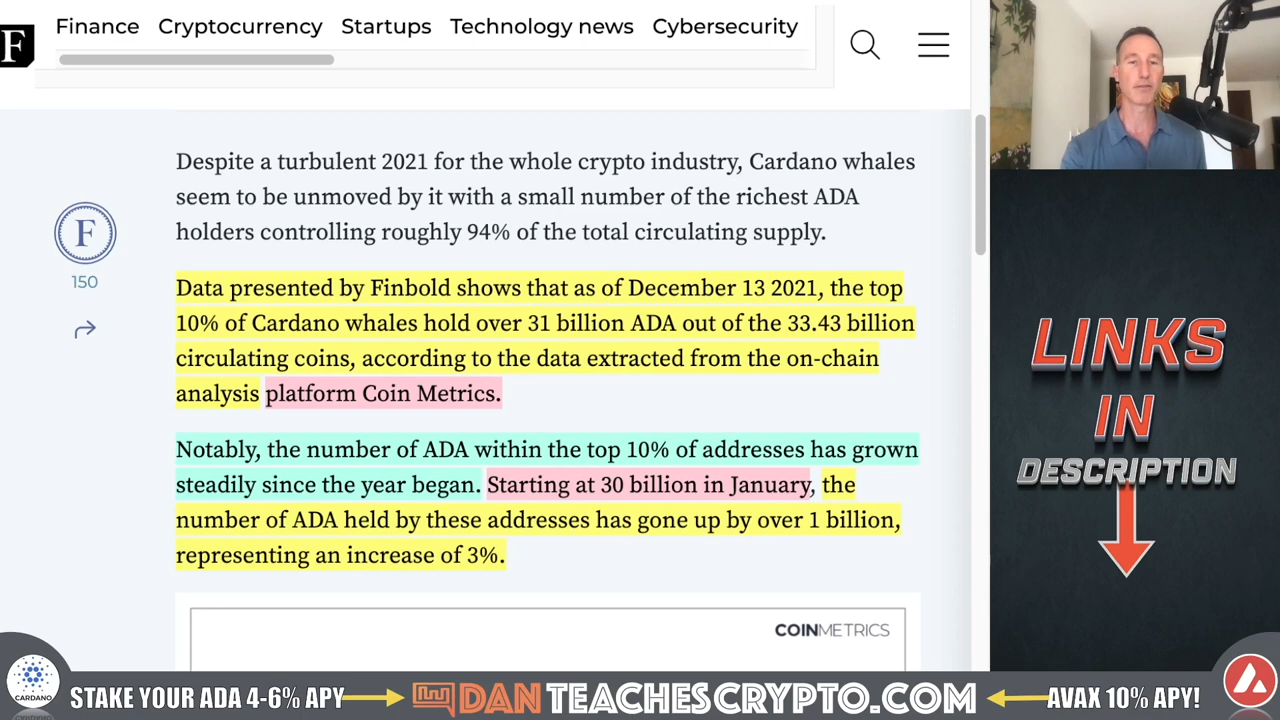 F
Finance Cryptocurrency Startups Technology news Cybersecurity
Despite a turbulent 2021 for the whole crypto industry, Cardano whales
seem to be unmoved by it with a small number of the richest ADA
holders controlling roughly 94% of the total circulating supply.
F
150
Data presented by Finbold shows that as of December 13 2021, the top
10% of Cardano whales hold over 31 billion ADA out of the 33.43 billion
circulating coins, according to the data extracted from the on-chain
analysis platform Coin Metrics.
Notably, the number of ADA within the top 10% of addresses has grown
steadily since the year began. Starting at 30 billion in January, the
number of ADA held by these addresses has gone up by over 1 billion,
representing an increase of 3%.
COINMETRICS
LINKS
IN
DESCRIPTION
CARDANO
STAKE YOUR ADA 4-6% APY
DANTEACHESCRYPTO.COM
AVAX 10% APY!